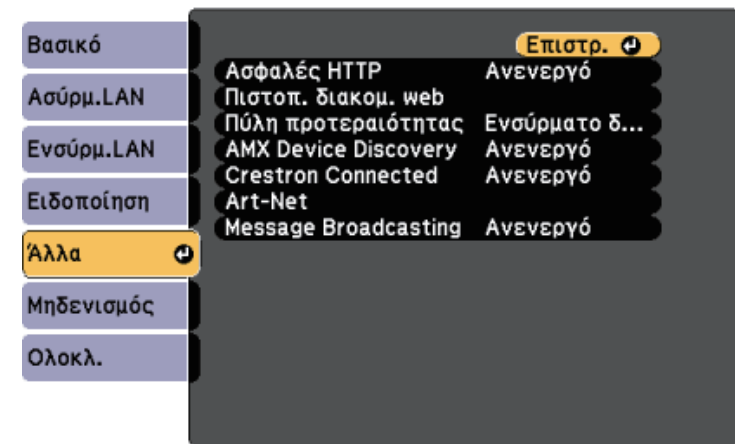 Βασικό
Ασύρμ.LAN
Ενσύρμ.LAN
Ειδοποίηση
Άλλα
Μηδενισμός
Ολοκλ.
Επιστρ.
Ασφαλές HTTP Ανενεργό
Πιστοπ. διακομ. web
Πύλη προτεραιότητας Ενσύρματο δ...
AMX Device Discovery Ανενεργό
Crestron Connected Ανενεργό
Art-Net
Message Broadcasting Ανενεργό